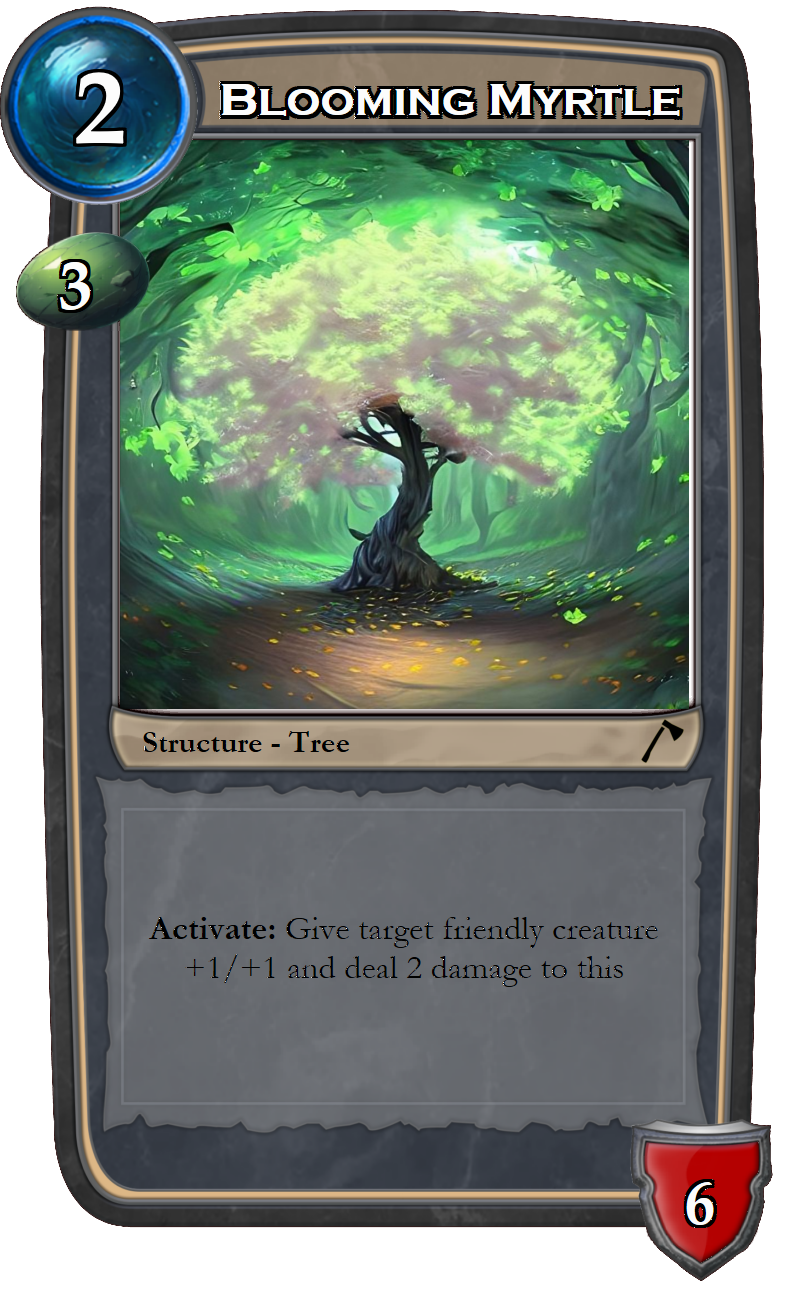 2
Blooming Myrtle
3
Structure - Tree
Activate: Give target friendly creature
+1/+1 and deal 2 damage to this
6